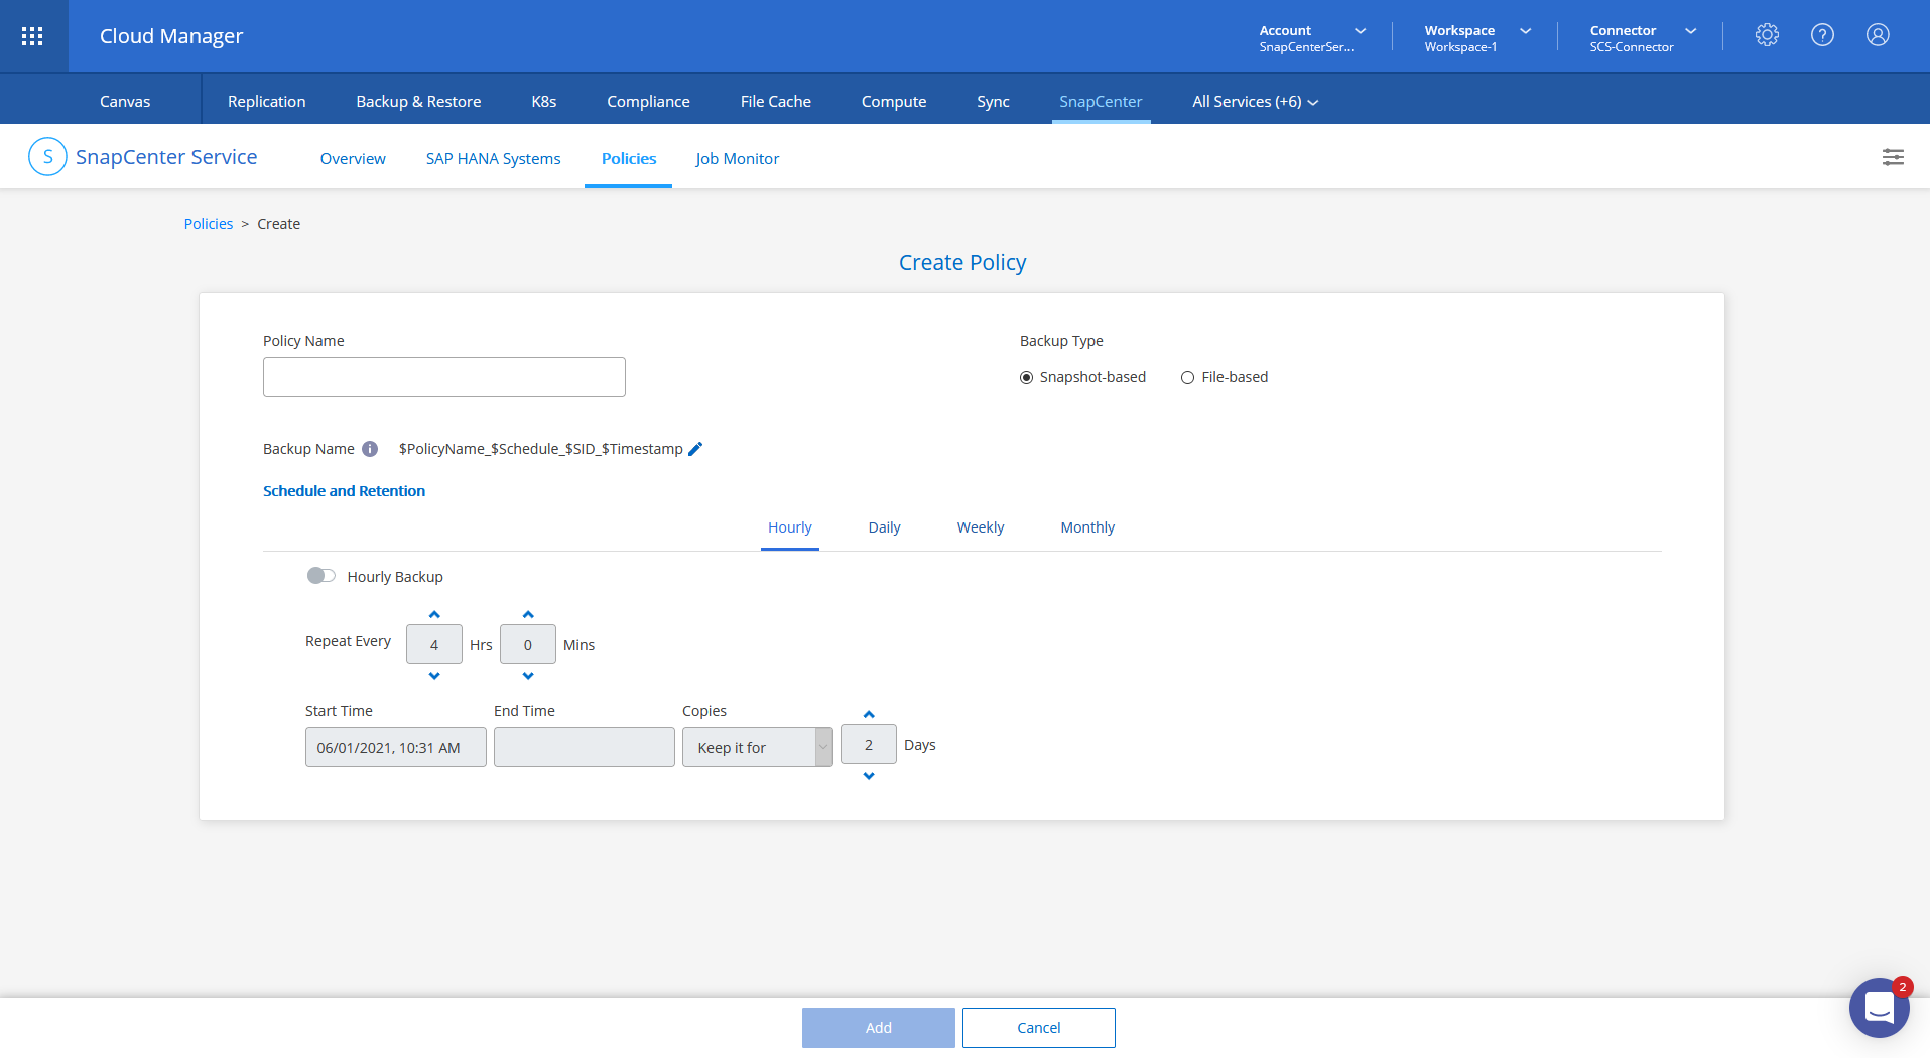 Cloud Manager
Account
SnapCenterSer...
Workspace
Workspace-1
Connector
SCS-Connector
?
Canvas
Replication
Backup & Restore
K8s
Compliance
File Cache
Compute
Sync
SnapCenter
All Services (+6)
S
SnapCenter Service
Overview
SAP HANA Systems
Policies
Job Monitor
Policies > Create
Create Policy
Policy Name
Backup Type
Snapshot-based
File-based
Backup Name i $PolicyName_$Schedule_$SID_$Timestamp
Schedule and Retention
Hourly
Daily
Weekly
Monthly
Hourly Backup
Repeat Every 4 Hrs 0 Mins
Start Time
End Time
Copies
06/01/2021, 10:31 AM
Keep it for
2 Days
2
Add
Cancel